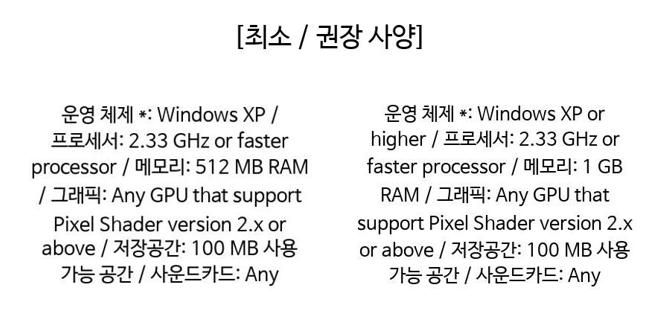 [최소 / 권장 사양]
운영 체제 *: Windows XP /
프로세서: 2.33 GHz or faster
processor / 메모리: 512 MB RAM
/ 그래픽: Any GPU that support
Pixel Shader version 2.x or
above / 저장공간: 100 MB 사용
가능 공간 / 사운드카드: Any
운영 체제 *: Windows XP or
higher / 프로세서: 2.33 GHz or
faster processor / 메모리: 1 GB
RAM / 그래픽: Any GPU that
support Pixel Shader version 2.x
or above / 저장공간: 100 MB 사용
가능 공간 / 사운드카드: Any